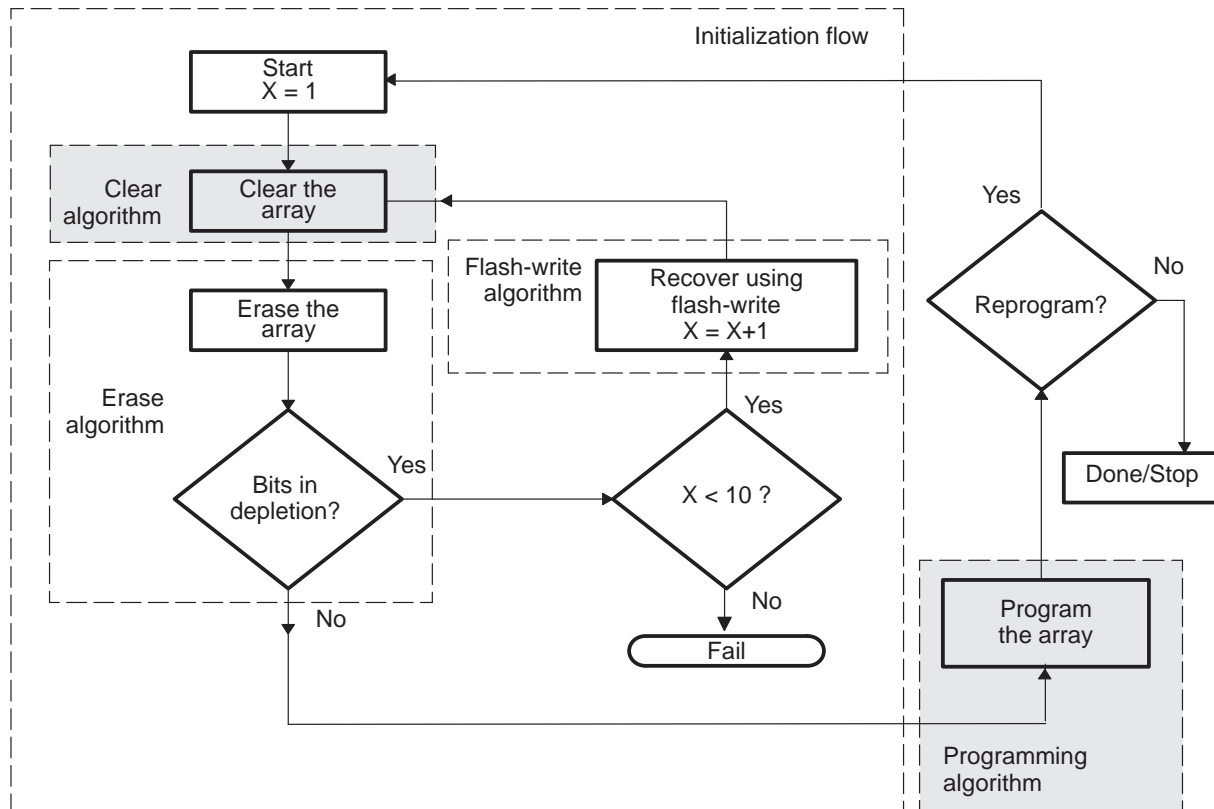 Initialization flow
Start
X = 1
Clear
algorithm
Clear the
array
Yes
Flash-write
algorithm
Recover using
flash-write
X = X+1
No
Reprogram?
Erase the
array
Erase
algorithm
Yes
Yes
Bits in
depletion?
X < 10 ?
Done/Stop
No
No
Fail
Program
the array
Programming
algorithm